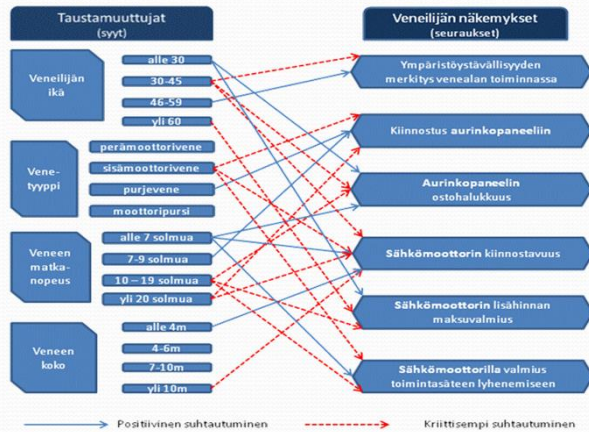 Taustamuuttujat
(syyt)
Veneilijän näkemykset
(seuraukset)
Veneilijän
ikä
alle 30
30-45
46-59
yli 60
Vene-
tyyppi
perämoottorivene
sisämoottorivene
purjevene
moottoripursi
Veneen
matka-
nopeus
alle 7 solmua
7-9 solmua
10 – 19 solmua
yli 20 solmua
Veneen
koko
alle 4m
4-6m
7-10m
yli 10m
Ympäristöystävällisyyden
merkitys venealan toiminnassa
Kiinnostus aurinkopaneeliin
Aurinkopaneelin
ostohalukkuus
Sähkömoottorin kiinnostavuus
Sähkömoottorin lisähinnan
maksuvalmius
Sähkömoottorilla valmius
toimintasäteen lyhenemiseen
Positiivinen suhtautuminen
Kriittisempi suhtautuminen